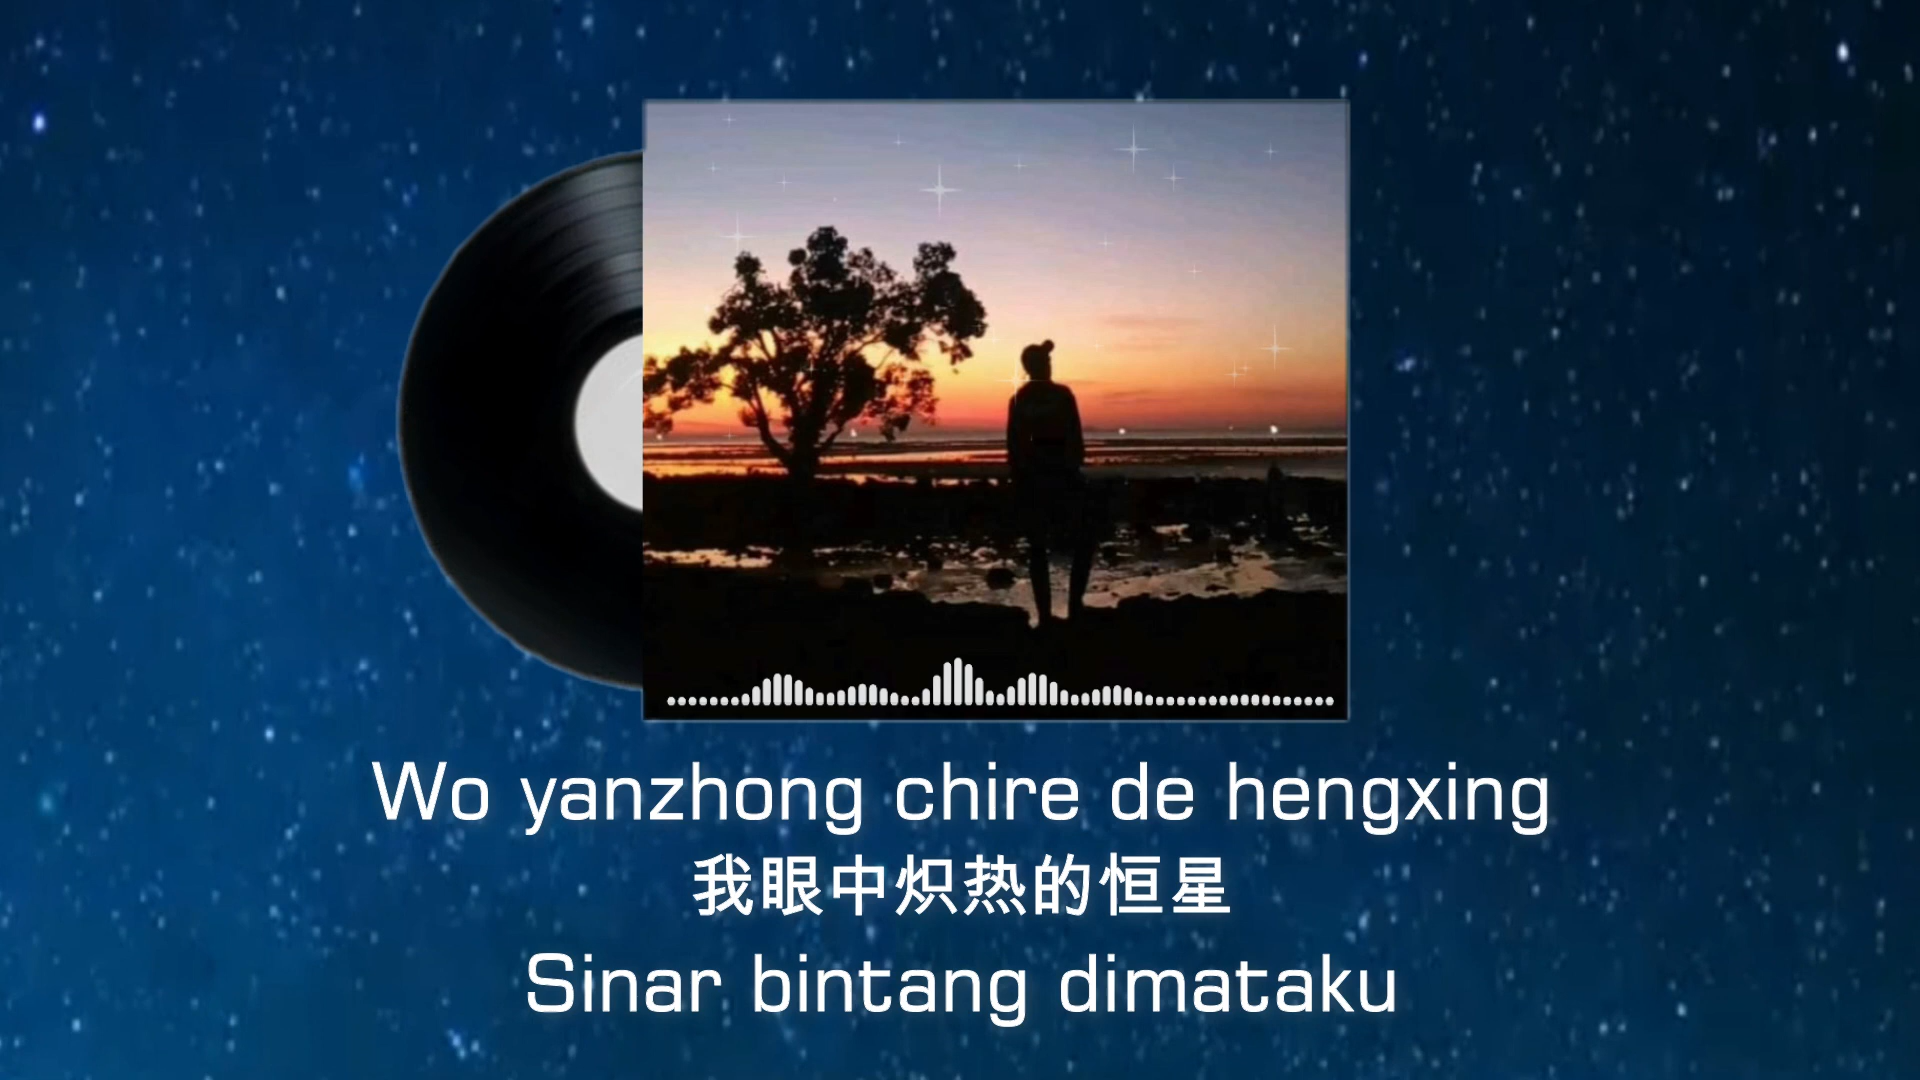 Wo yanzhong chire de hengxing
我眼中炽热的恒星
Sinar bintang dimataku